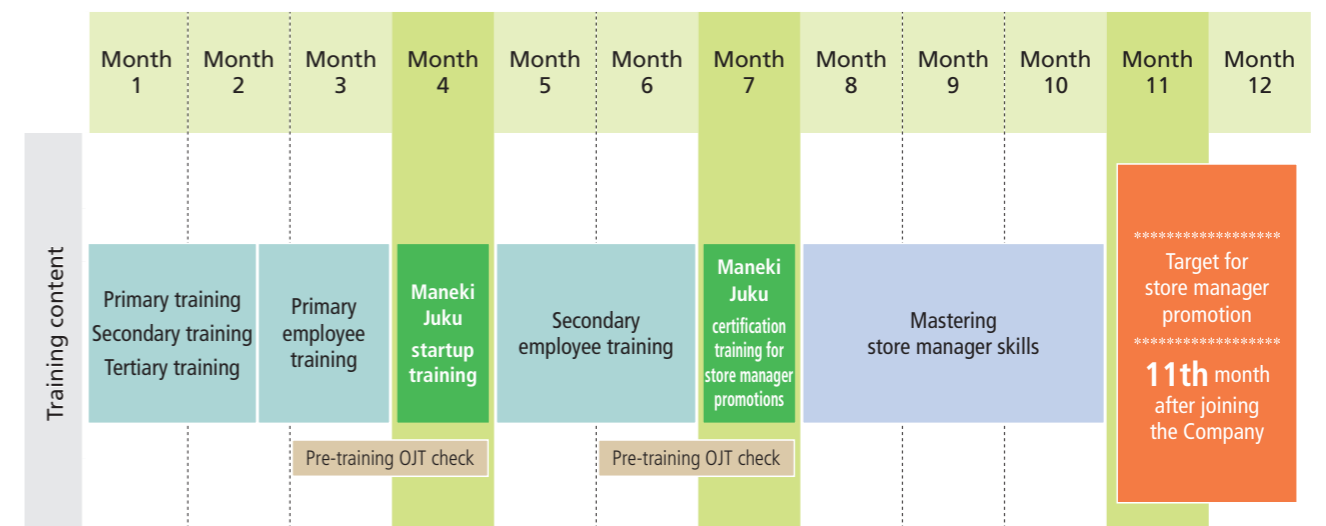 Month 1
Month 2
Month 3
Month 4
Month 5
Month 6
Month 7
Month 8
Month 9
Month 10
Month 11
Month 12
Training content
Primary training
Secondary training
Tertiary training
Primary
employee
training
Maneki
Juku
startup
training
Secondary
employee training
Maneki
Juku
certification
training for
store manager
promotions
Mastering
store manager skills
******************
Target for
store manager
promotion
******************
11th month
after joining
the Company
Pre-training OJT check
Pre-training OJT check